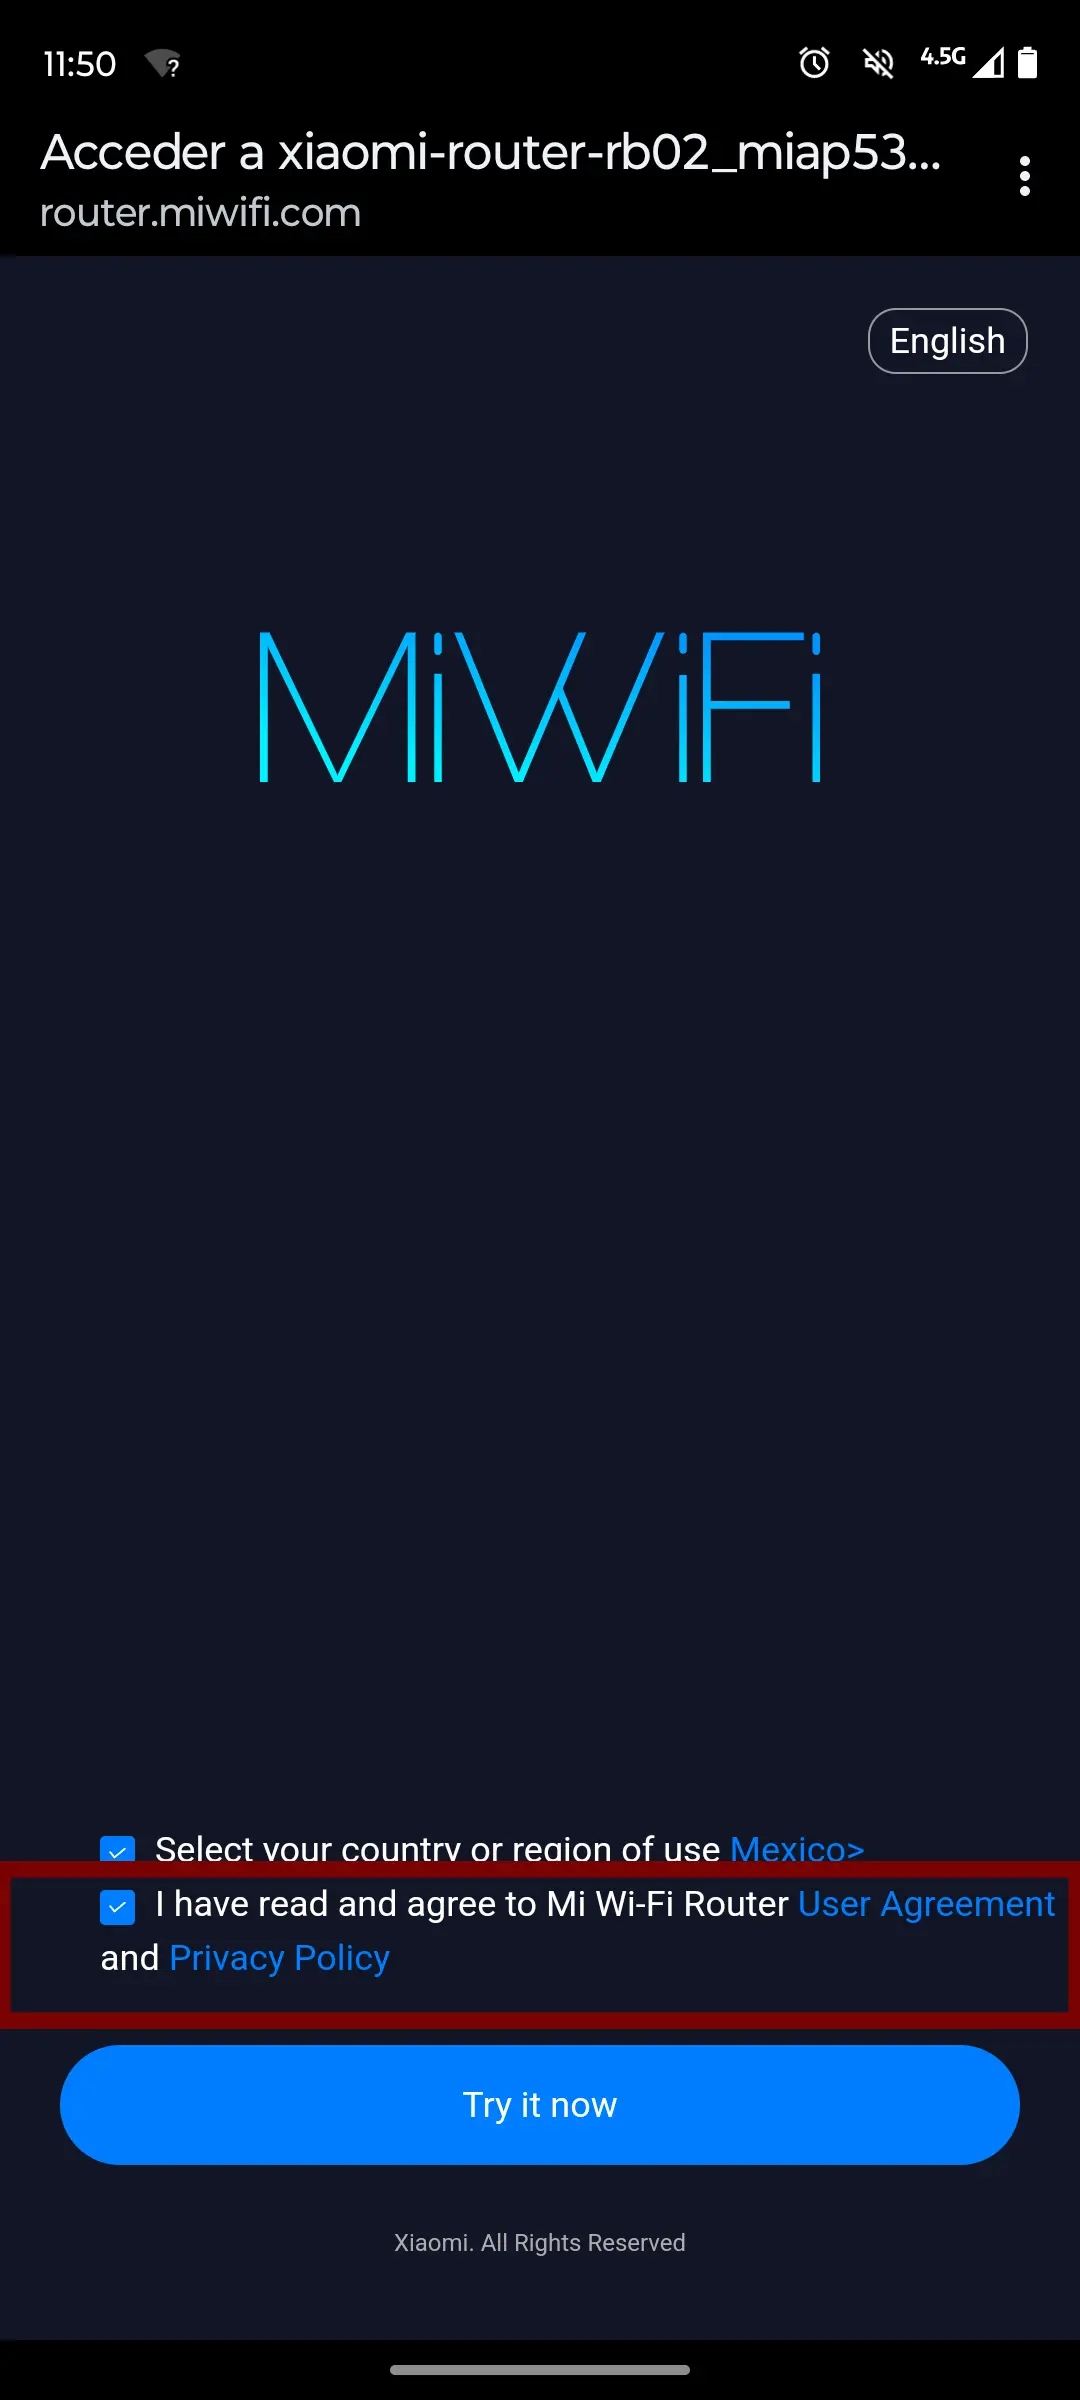 11:50
4.5G
Acceder a xiaomi-router-rb02_miap53...
router.miwifi.com
English
MiWiFi
Select your country or region of use Mexico>
I have read and agree to Mi Wi-Fi Router User Agreement
and Privacy Policy
Try it now
Xiaomi. All Rights Reserved